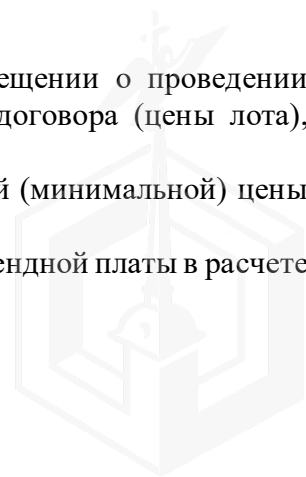 ещении о проведении
договора (цены лота),
й (минимальной) цены
ендной платы в расчете